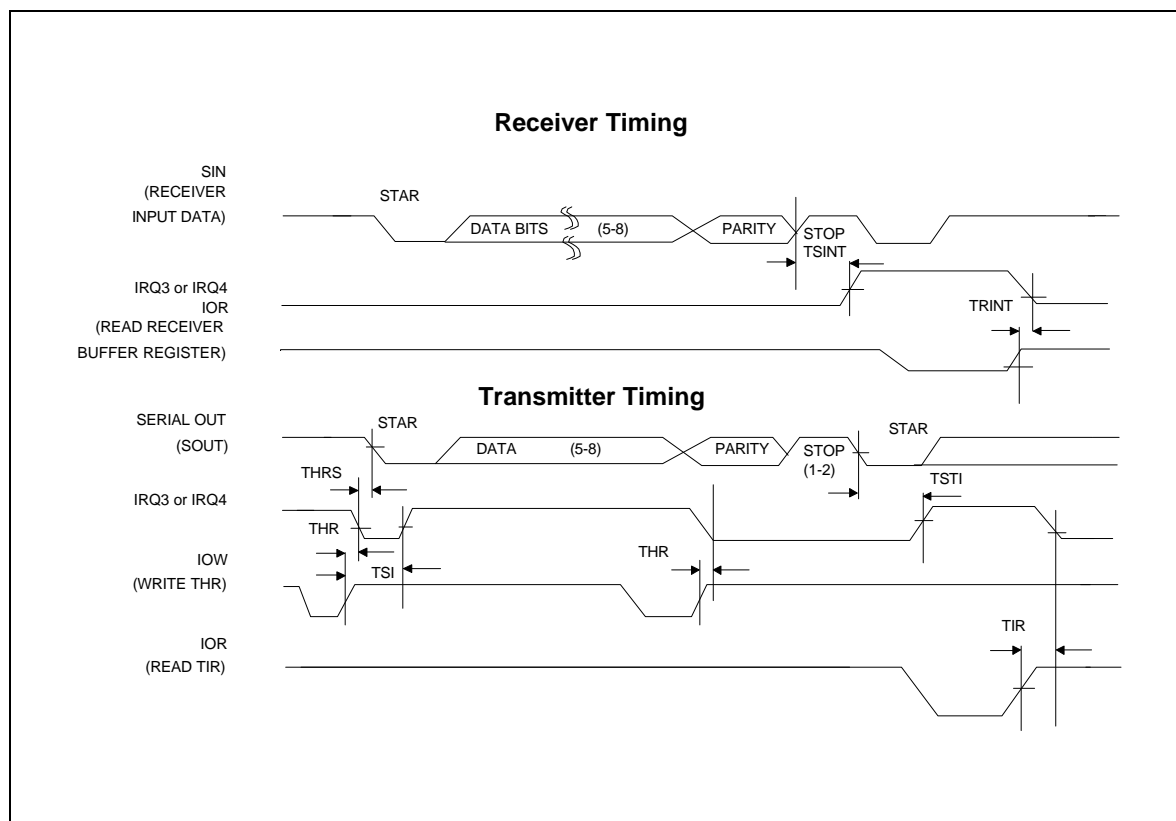 Receiver Timing
SIN
(RECEIVER
INPUT DATA)
STAR
DATA BITS (5-8)
PARITY
STOP
TSINT
IRQ3 or IRQ4
IOR
(READ RECEIVER
BUFFER REGISTER)
TRINT
Transmitter Timing
SERIAL OUT
(SOUT)
STAR
DATA (5-8)
PARITY
STOP
(1-2)
STAR
THRS
TSTI
IRQ3 or IRQ4
THR
THR
IOW
(WRITE THR)
TSI
IOR
(READ TIR)
TIR